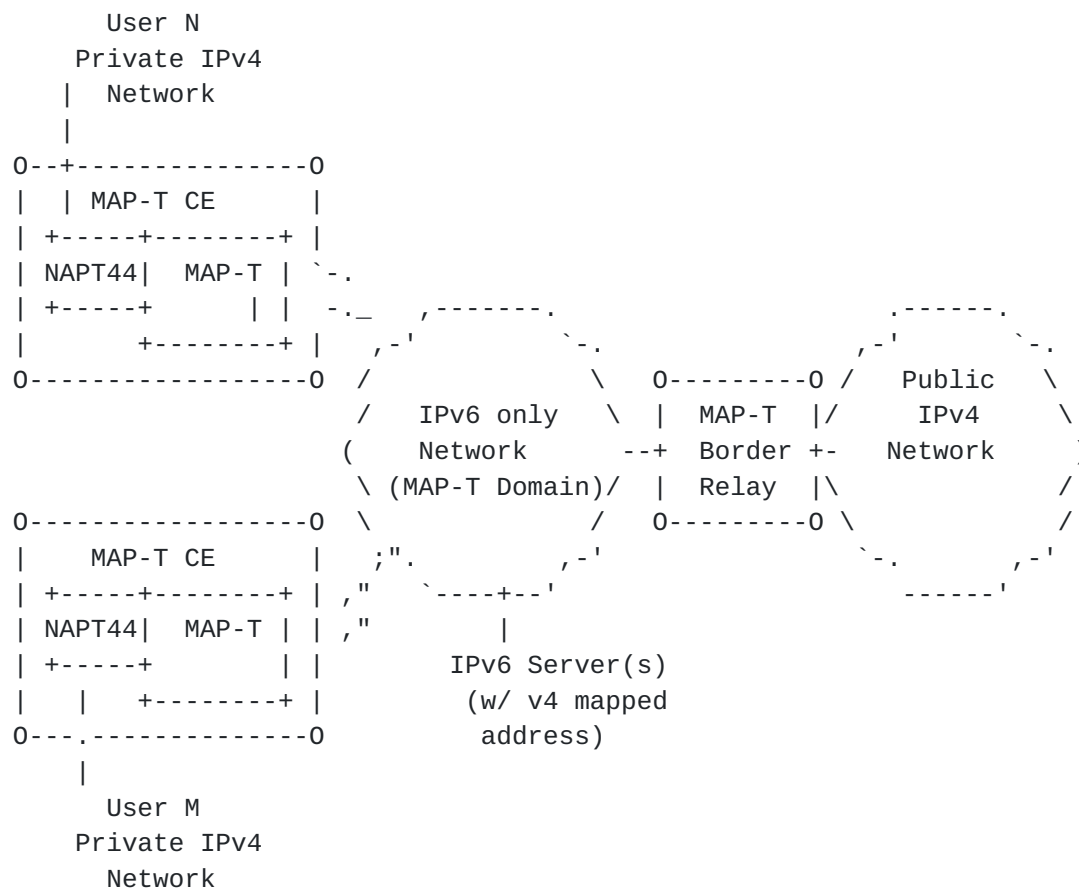 User N
Private IPv4
Network
MAP-T CE
NAPT44 MAP-T
IPv6 only
Network
(MAP-T Domain)
MAP-T
Border
Relay
Public
IPv4
Network
MAP-T CE
NAPT44 MAP-T
IPv6 Server(s)
(w/ v4 mapped
address)
User M
Private IPv4
Network